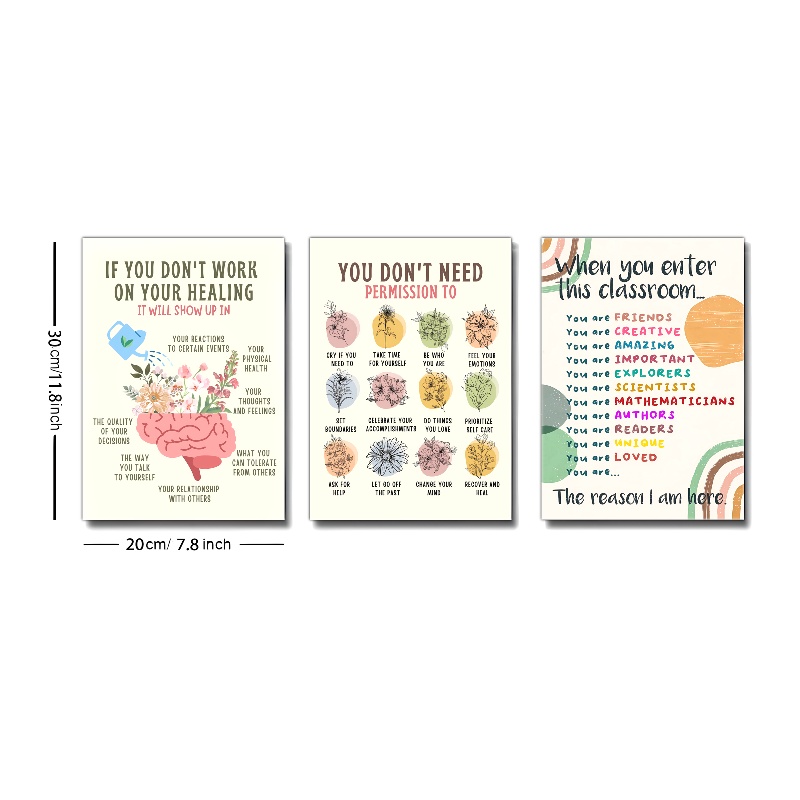 30cm/11.8inch
20cm/ 7.8 inch
IF YOU DON'T WORK
ON YOUR HEALING
IT WILL SHOW UP IN
YOUR REACTIONS
TO CERTAIN EVENTS
YOUR
PHYSICAL
HEALTH
YOUR
THOUGHTS
AND FEELINGS
THE QUALITY
OF YOUR
DECISIONS
THE WAY
YOU TALK
TO YOURSELF
WHAT YOU
CAN TOLERATE
FROM OTHERS
YOUR RELATIONSHIP
WITH OTHERS
YOU DON'T NEED
PERMISSION TO
CRY IF YOU
NEED TO
TAKE TIME
FOR YOURSELF
BE WHO
YOU ARE
FEEL YOUR
EMOTIONS
SET
BOUNDARIES
CELEBRATE YOUR
ACCOMPLISHMENTS
DO THINGS
YOU LOVE
PRIORITIZE
SELF CARE
ASK FOR
HELP
LET GO OFF
THE PAST
CHANGE YOUR
MIND
RECOVER AND
HEAL
When you enter
this classroom...
You are FRIENDS
You are CREATIVE
You are AMAZING
You are IMPORTANT
You are EXPLORERS
You are SCIENTISTS
You are MATHEMATICIANS
You are AUTHORS
You are READERS
You are UNIQUE
You are LOVED
You are...
The reason I am here.